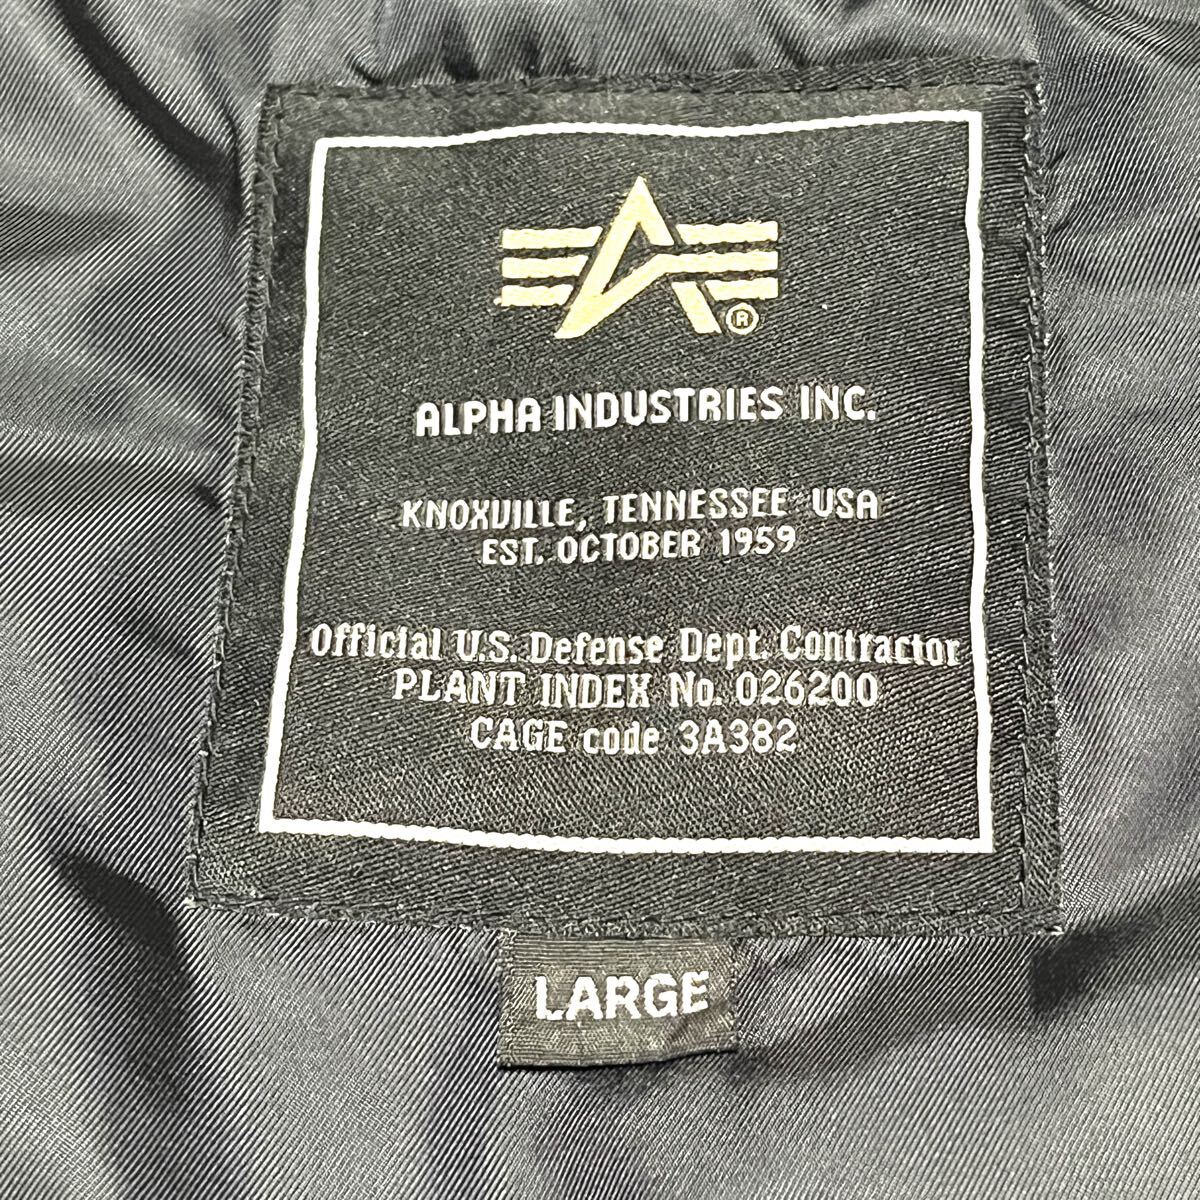 ®
ALPHA INDUSTRIES INC.
KNOXVILLE, TENNESSEE USA
EST. OCTOBER 1959
Official U.S. Defense Dept. Contractor
PLANT INDEX No. 026200
CAGE code 3A382
LARGE